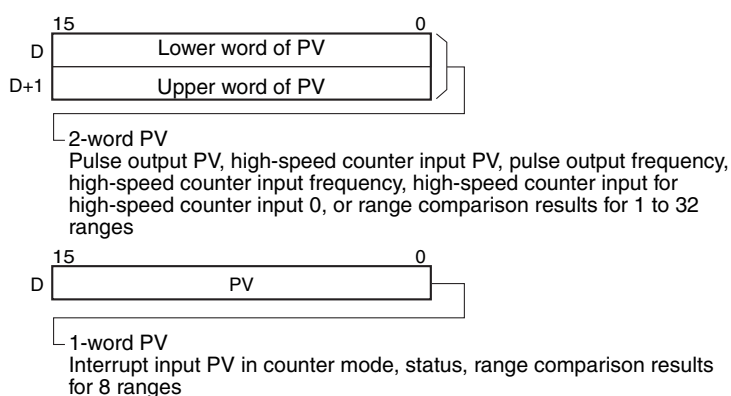 15 0
D Lower word of PV
D+1 Upper word of PV
2-word PV
Pulse output PV, high-speed counter input PV, pulse output frequency,
high-speed counter input frequency, high-speed counter input for
high-speed counter input 0, or range comparison results for 1 to 32
ranges
15 0
D PV
1-word PV
Interrupt input PV in counter mode, status, range comparison results
for 8 ranges